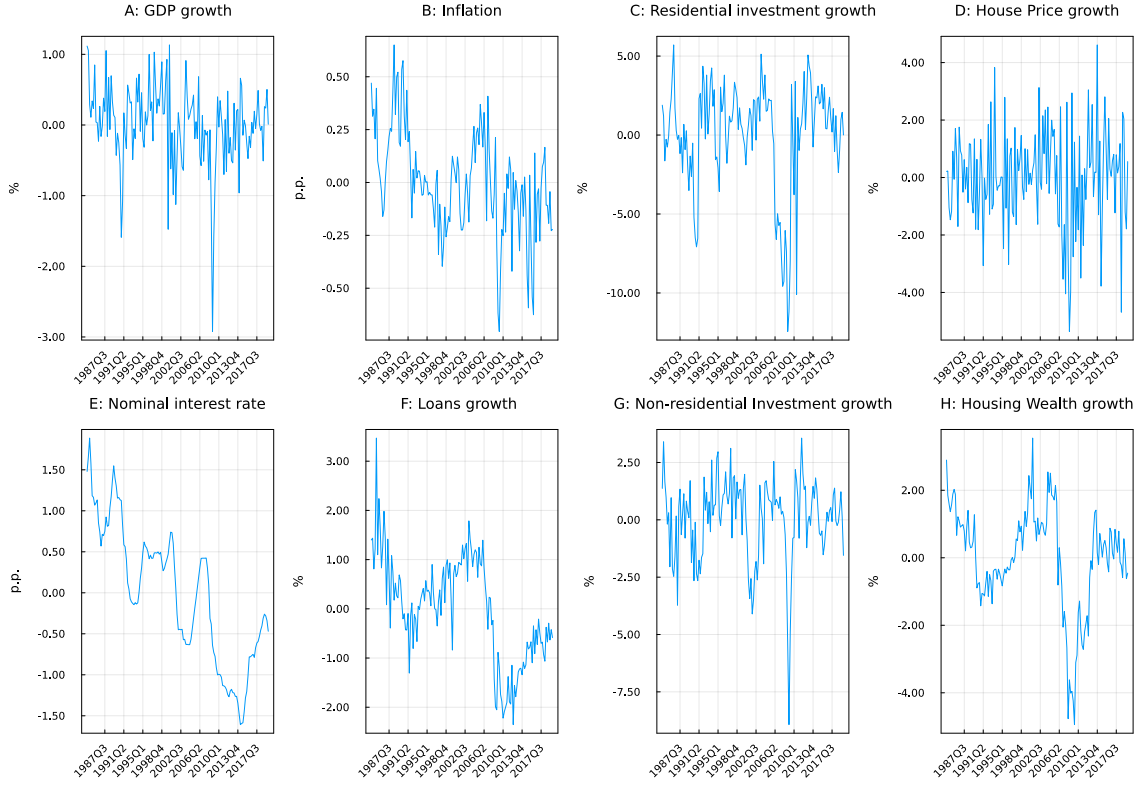 A: GDP growth
B: Inflation
C: Residential investment growth
D: House Price growth
%
1.00
0.00
-1.00
-2.00
-3.00
1987Q3 1991Q2 1995Q1 1998Q4 2002Q3 2006Q2 2010Q1 2013Q4 2017Q3
p.p.
0.50
0.25
0.00
-0.25
-0.50
1987Q3 1991Q2 1995Q1 1998Q4 2002Q3 2006Q2 2010Q1 2013Q4 2017Q3
%
5.00
0.00
-5.00
-10.00
1987Q3 1991Q2 1995Q1 1998Q4 2002Q3 2006Q2 2010Q1 2013Q4 2017Q3
%
4.00
2.00
0.00
-2.00
-4.00
1987Q3 1991Q2 1995Q1 1998Q4 2002Q3 2006Q2 2010Q1 2013Q4 2017Q3
E: Nominal interest rate
F: Loans growth
G: Non-residential Investment growth
H: Housing Wealth growth
p.p.
1.50
1.00
0.50
0.00
-0.50
-1.00
-1.50
1987Q3 1991Q2 1995Q1 1998Q4 2002Q3 2006Q2 2010Q1 2013Q4 2017Q3
%
3.00
2.00
1.00
0.00
-1.00
-2.00
1987Q3 1991Q2 1995Q1 1998Q4 2002Q3 2006Q2 2010Q1 2013Q4 2017Q3
%
2.50
0.00
-2.50
-5.00
-7.50
1987Q3 1991Q2 1995Q1 1998Q4 2002Q3 2006Q2 2010Q1 2013Q4 2017Q3
%
2.00
0.00
-2.00
-4.00
1987Q3 1991Q2 1995Q1 1998Q4 2002Q3 2006Q2 2010Q1 2013Q4 2017Q3